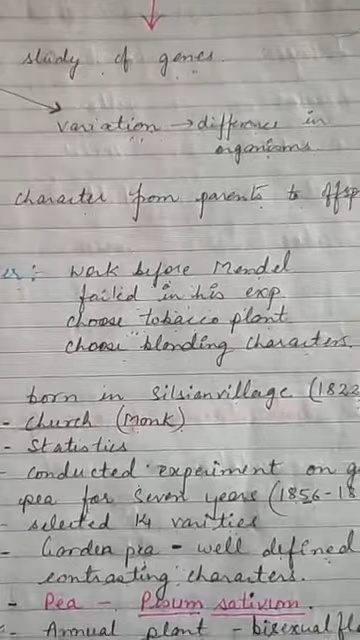 study of genes.
variation → difference in
organisms.
character from parents to offsp
es: Work before Mendel
failed in his exp
choose tobacco plant
choose blending characters.
born in Silsian village (1822
- Church (Monk)
- Statistics
- conducted experiment on g
pea for seven years (1856-18
- selected 14 varities
- Garden pea - well defined
contrasting characters.
- Pea - Pisum sativum.
Annual plant - bisexual fl